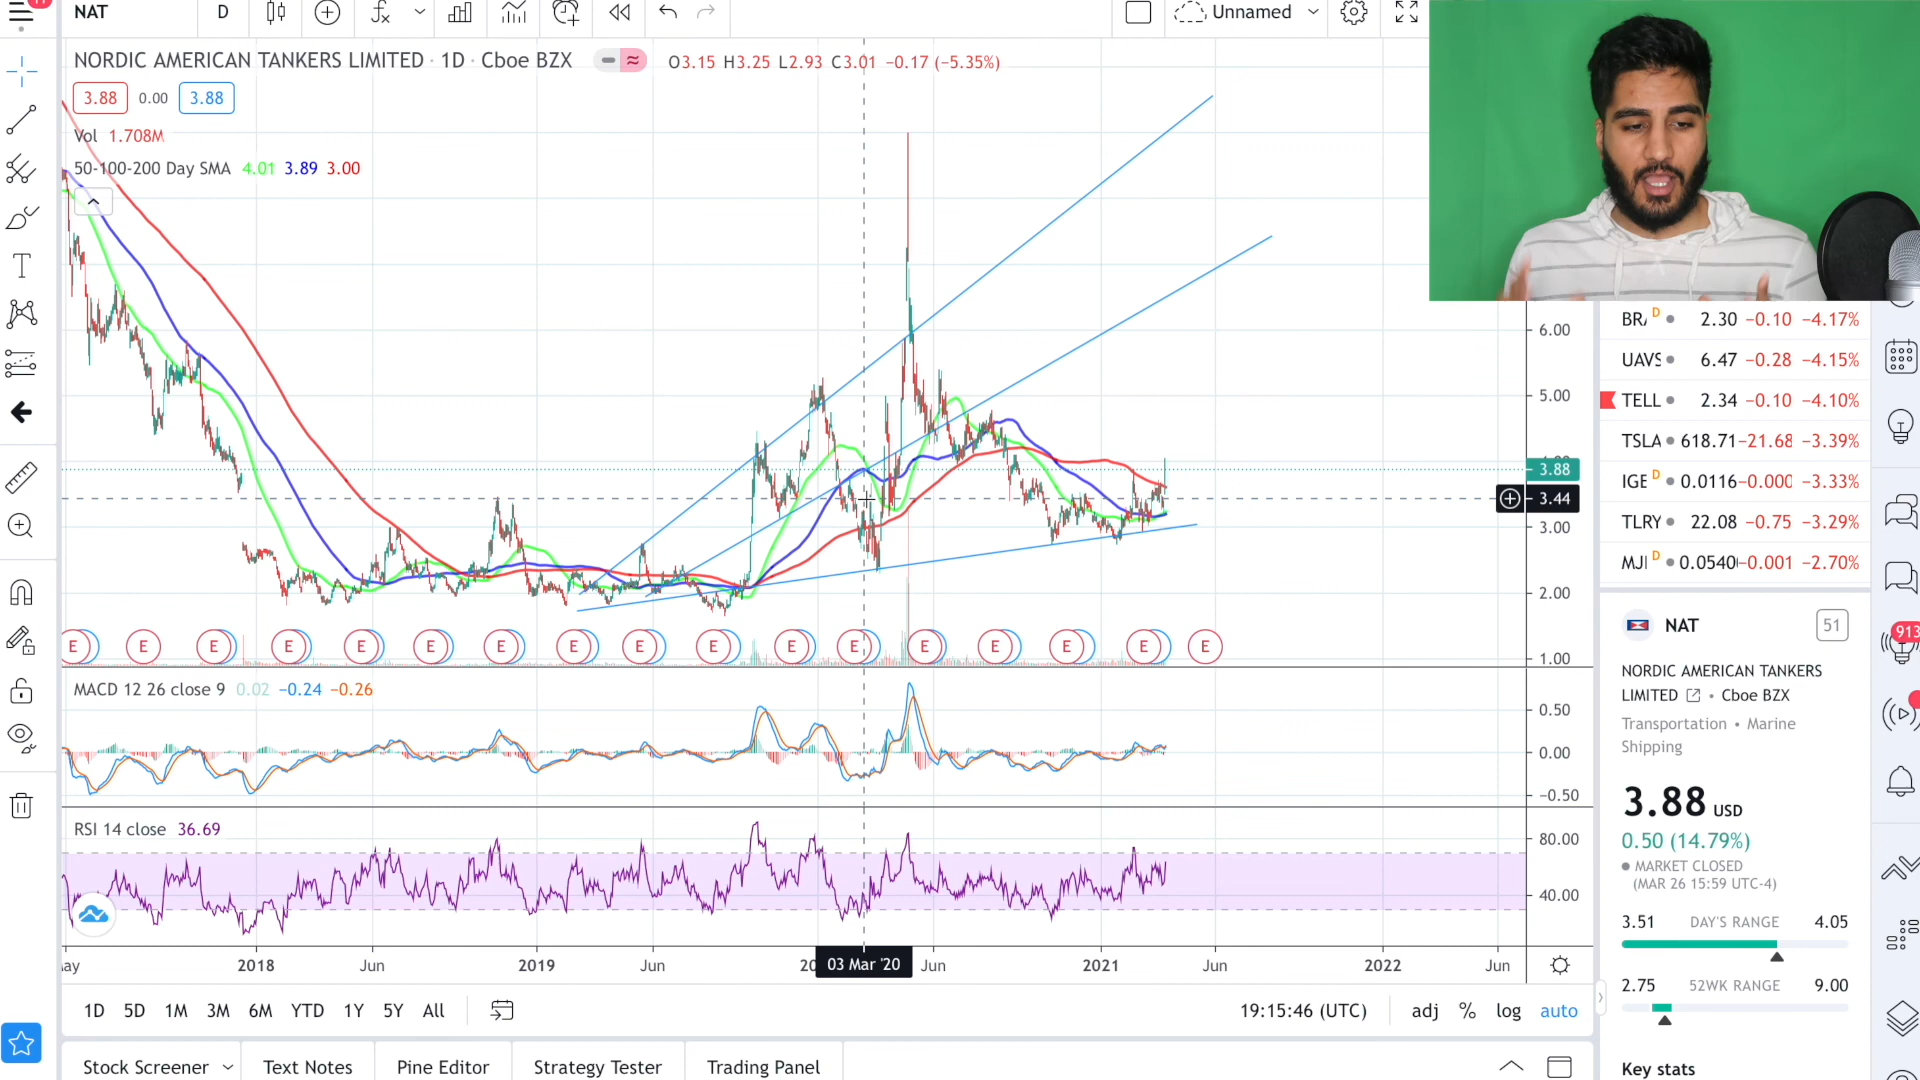 11
NAT
D
Unnamed
NORDIC AMERICAN TANKERS LIMITED · 1D · Cboe BZX
O3.15 H3.25 L2.93 C3.01 −0.17 (−5.35%)
3.88 0.00 3.88
Vol 1.708M
50-100-200 Day SMA 4.01 3.89 3.00
6.00
5.00
3.88
3.44
3.00
2.00
1.00
E E E E E E E E E E E E E E E E E
MACD 12 26 close 9 0.02 −0.24 −0.26
0.50
0.00
−0.50
RSI 14 close 36.69
80.00
40.00
2018 Jun 2019 Jun 20 03 Mar '20 Jun 2021 Jun 2022 Jun
1D 5D 1M 3M 6M YTD 1Y 5Y All
19:15:46 (UTC) adj % log auto
Stock Screener Text Notes Pine Editor Strategy Tester Trading Panel
BR D 2.30 −0.10 −4.17%
UAVS 6.47 −0.28 −4.15%
TELL 2.34 −0.10 −4.10%
TSLA 618.71 −21.68 −3.39%
IGE D 0.0116 −0.000 −3.33%
TLRY 22.08 −0.75 −3.29%
MJ D 0.0540 −0.001 −2.70%
NAT 51
NORDIC AMERICAN TANKERS
LIMITED • Cboe BZX
Transportation • Marine
Shipping
3.88 USD
0.50 (14.79%)
MARKET CLOSED
(MAR 26 15:59 UTC-4)
3.51 DAY'S RANGE 4.05
2.75 52WK RANGE 9.00
Key stats
913